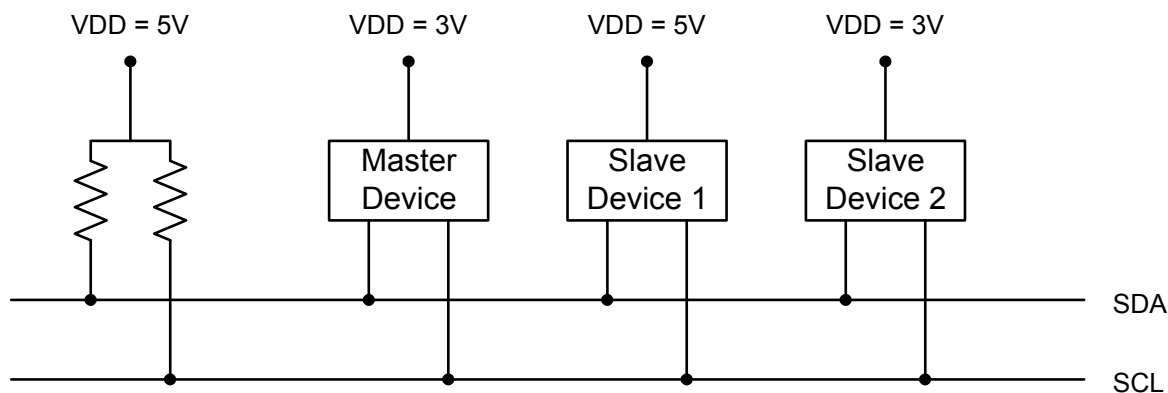 VDD = 5V
VDD = 3V
VDD = 5V
VDD = 3V
Master
Device
Slave
Device 1
Slave
Device 2
SDA
SCL